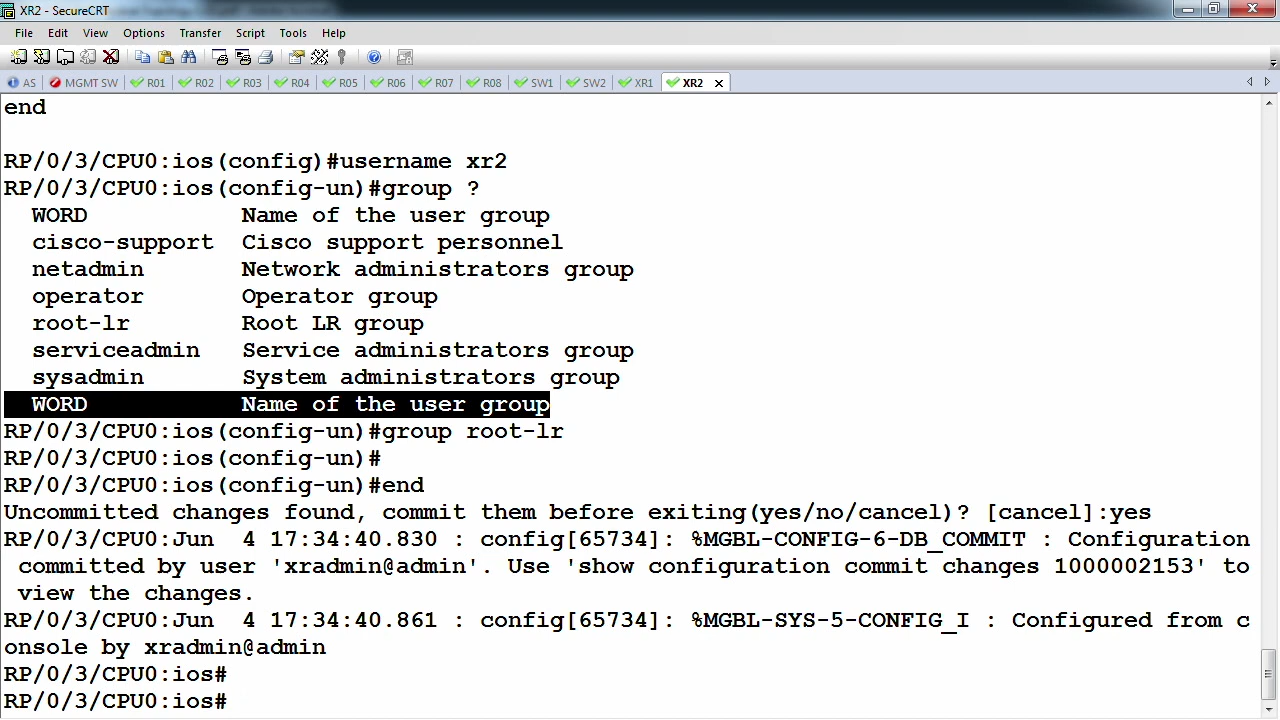 XR2 - SecureCRT
File Edit View Options Transfer Script Tools Help
AS MGMT SW R01 R02 R03 R04 R05 R06 R07 R08 SW1 SW2 XR1 XR2
end
RP/0/3/CPU0:ios(config)#username xr2
RP/0/3/CPU0:ios(config-un)#group ?
WORD Name of the user group
cisco-support Cisco support personnel
netadmin Network administrators group
operator Operator group
root-lr Root LR group
serviceadmin Service administrators group
sysadmin System administrators group
WORD Name of the user group
RP/0/3/CPU0:ios(config-un)#group root-lr
RP/0/3/CPU0:ios(config-un)#
RP/0/3/CPU0:ios(config-un)#end
Uncommitted changes found, commit them before exiting(yes/no/cancel)? [cancel]:yes
RP/0/3/CPU0:Jun  4 17:34:40.830 : config[65734]: %MGBL-CONFIG-6-DB_COMMIT : Configuration
committed by user 'xradmin@admin'. Use 'show configuration commit changes 1000002153' to
view the changes.
RP/0/3/CPU0:Jun  4 17:34:40.861 : config[65734]: %MGBL-SYS-5-CONFIG_I : Configured from c
onsole by xradmin@admin
RP/0/3/CPU0:ios#
RP/0/3/CPU0:ios#